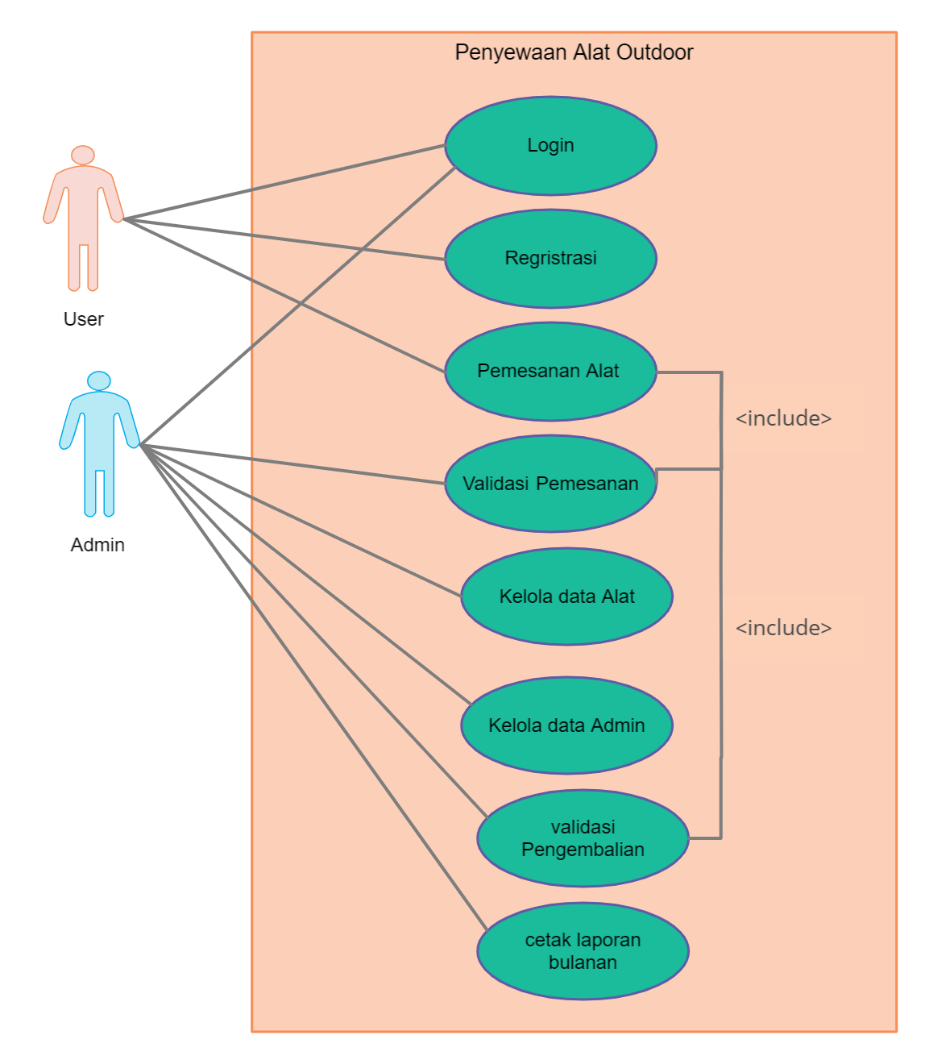 Penyewaan Alat Outdoor
Login
Regristrasi
User
Pemesanan Alat
<include>
Validasi Pemesanan
Admin
Kelola data Alat
<include>
Kelola data Admin
validasi
Pengembalian
cetak laporan
bulanan